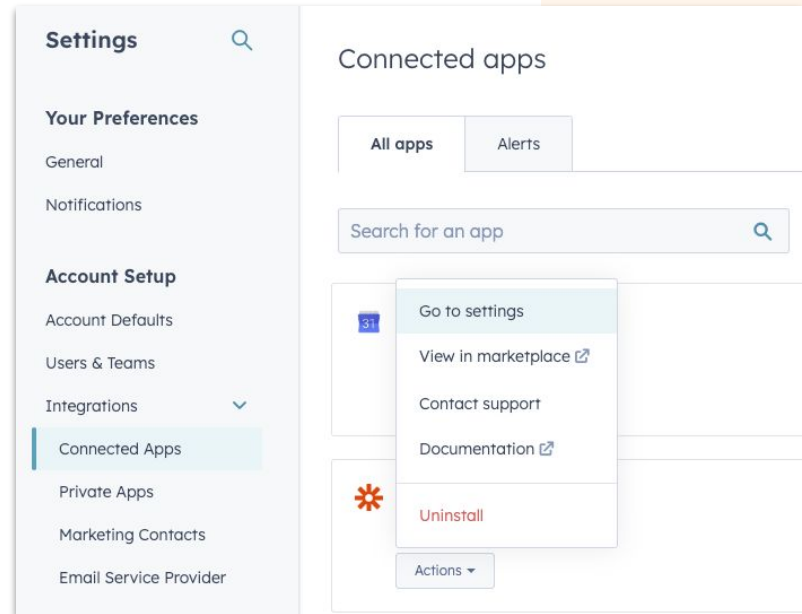 Settings
Your Preferences
General
Notifications
Account Setup
Account Defaults
Users & Teams
Integrations
Connected Apps
Private Apps
Marketing Contacts
Email Service Provider
Connected apps
All apps
Alerts
Search for an app
31
Go to settings
View in marketplace
Contact support
Documentation
Uninstall
Actions